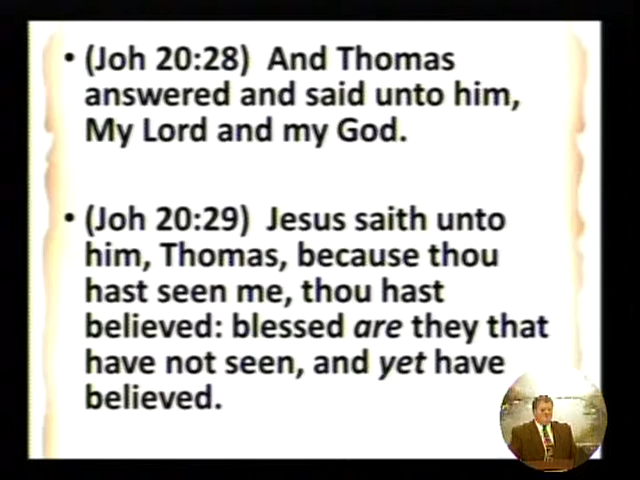 • (Joh 20:28)  And Thomas
answered and said unto him,
My Lord and my God.
• (Joh 20:29)  Jesus saith unto
him, Thomas, because thou
hast seen me, thou hast
believed: blessed are they that
have not seen, and yet have
believed.